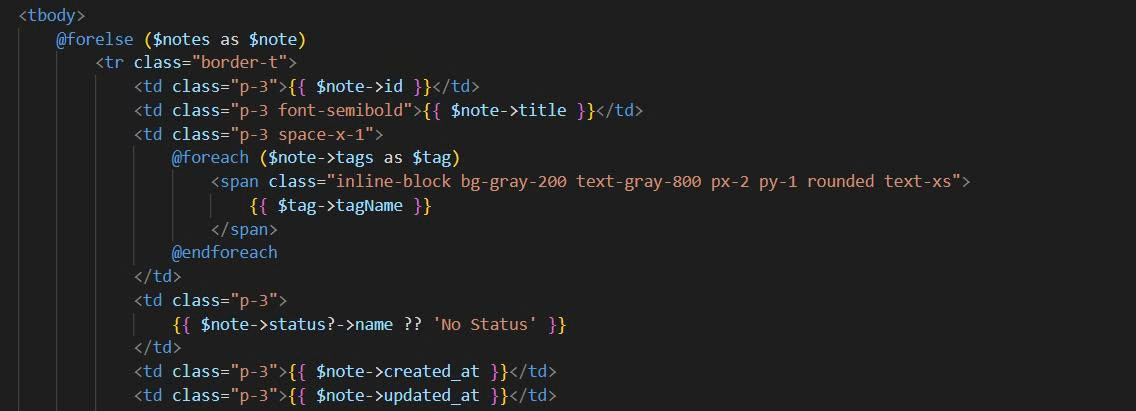 <tbody>
@forelse ($notes as $note)
<tr class="border-t">
<td class="p-3">{{ $note->id }}</td>
<td class="p-3 font-semibold">{{ $note->title }}</td>
<td class="p-3 space-x-1">
@foreach ($note->tags as $tag)
<span class="inline-block bg-gray-200 text-gray-800 px-2 py-1 rounded text-xs">
{{ $tag->tagName }}
</span>
@endforeach
</td>
<td class="p-3">
{{ $note->status?->name ?? 'No Status' }}
</td>
<td class="p-3">{{ $note->created_at }}</td>
<td class="p-3">{{ $note->updated_at }}</td>